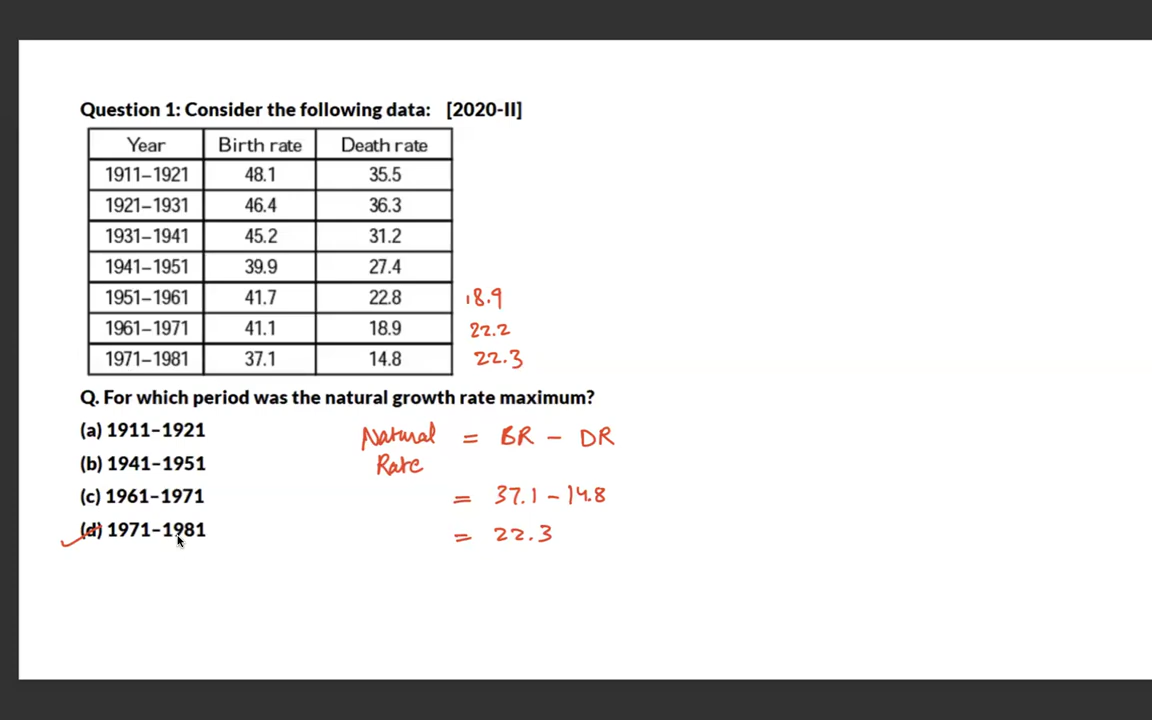 Question 1: Consider the following data: [2020-II]
Year Birth rate Death rate
1911–1921 48.1 35.5
1921–1931 46.4 36.3
1931–1941 45.2 31.2
1941–1951 39.9 27.4
1951–1961 41.7 22.8 18.9
1961–1971 41.1 18.9 22.2
1971–1981 37.1 14.8 22.3
Q. For which period was the natural growth rate maximum?
(a) 1911–1921
(b) 1941–1951
(c) 1961–1971
(d) 1971–1981
Natural = BR - DR
Rate
= 37.1 - 14.8
= 22.3